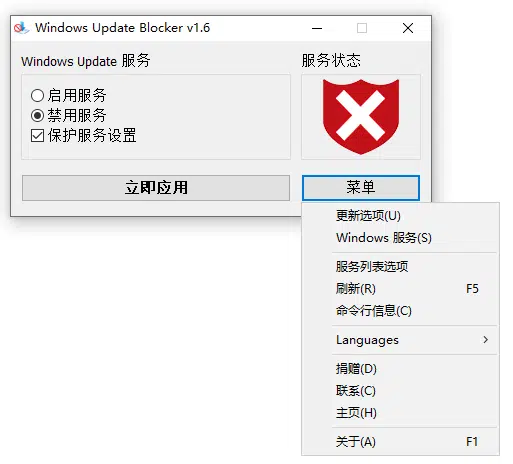 Windows Update Blocker v1.6
Windows Update 服务
服务状态
启用服务
禁用服务
保护服务设置
立即应用
菜单
更新选项(U)
Windows 服务(S)
服务列表选项
刷新(R) F5
命令行信息(C)
Languages
捐赠(D)
联系(C)
主页(H)
关于(A) F1